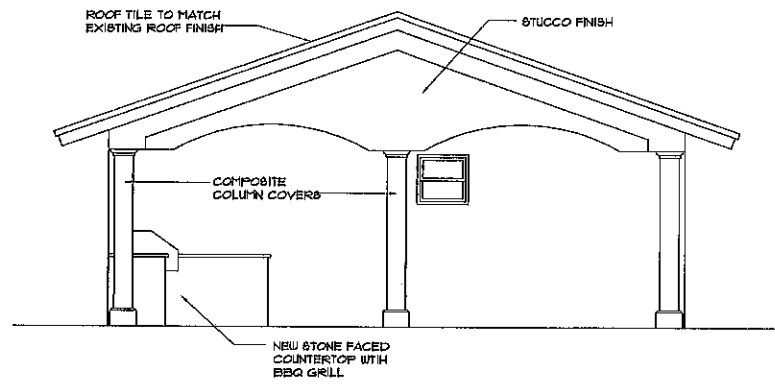 ROOF TILE TO MATCH
EXISTING ROOF FINISH
STUCCO FINISH
COMPOSITE
COLUMN COVERS
NEW STONE FACED
COUNTERTOP WTIH
BBQ GRILL